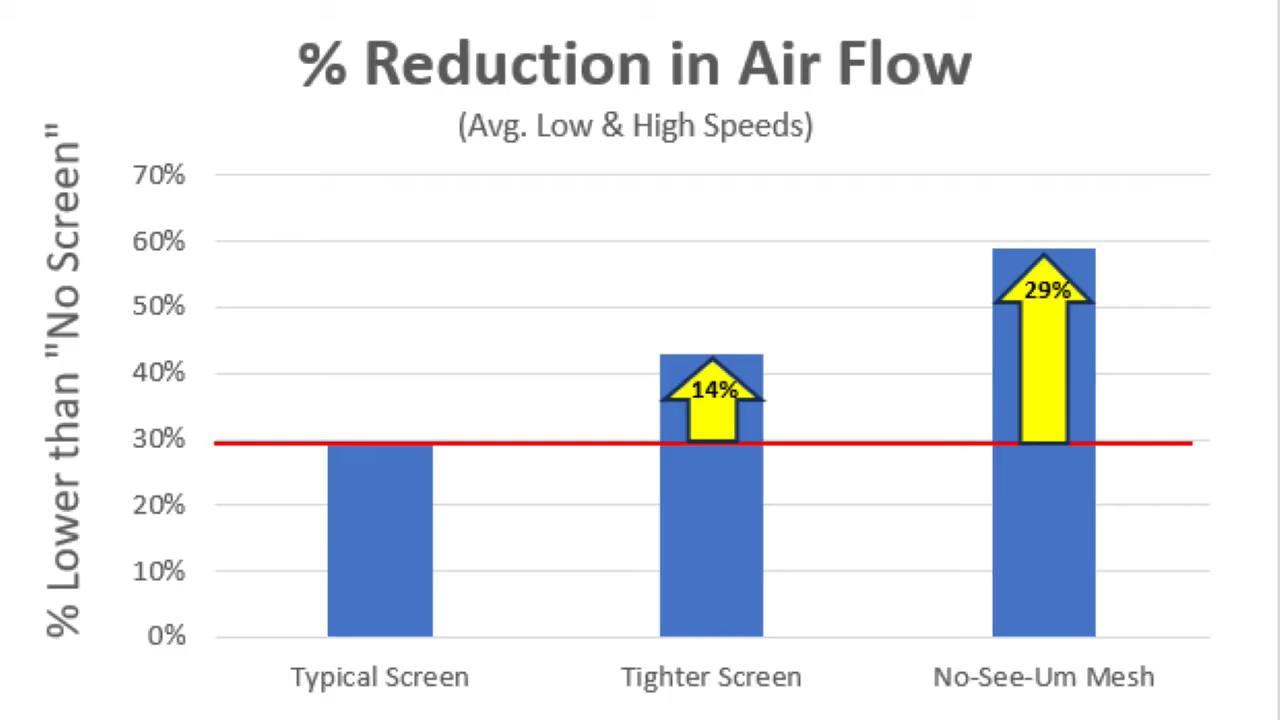 % Reduction in Air Flow
(Avg. Low & High Speeds)
% Lower than "No Screen"
70%
60%
50%
40%
30%
20%
10%
0%
29%
14%
Typical Screen
Tighter Screen
No-See-Um Mesh